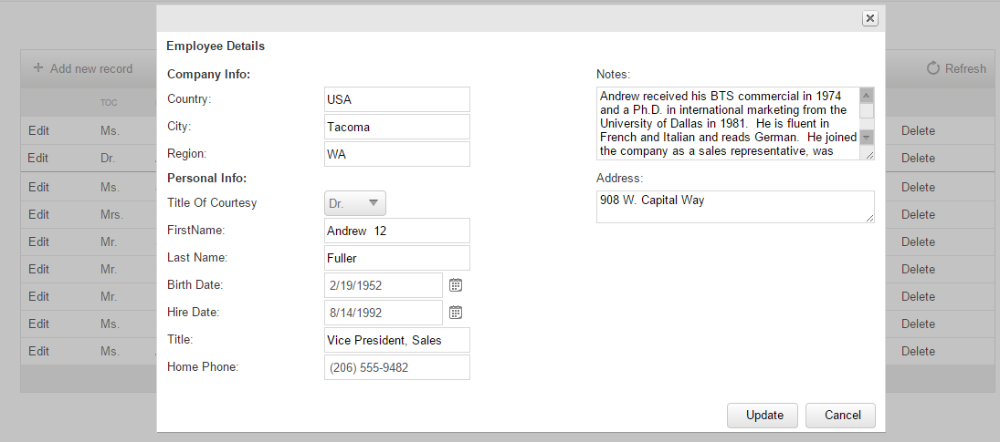 Employee Details
Add new record
Refresh
TOC
Company Info:
Country: USA
City: Tacoma
Region: WA
Personal Info:
Title Of Courtesy Dr.
FirstName: Andrew  12
Last Name: Fuller
Birth Date: 2/19/1952
Hire Date: 8/14/1992
Title: Vice President, Sales
Home Phone: (206) 555-9482
Notes:
Andrew received his BTS commercial in 1974
and a Ph.D. in international marketing from the
University of Dallas in 1981.  He is fluent in
French and Italian and reads German.  He joined
the company as a sales representative, was
Address:
908 W. Capital Way
Edit Ms. Delete
Edit Dr. Delete
Edit Ms. Delete
Edit Mrs. Delete
Edit Mr. Delete
Edit Mr. Delete
Edit Mr. Delete
Edit Ms. Delete
Edit Ms. Delete
Update Cancel